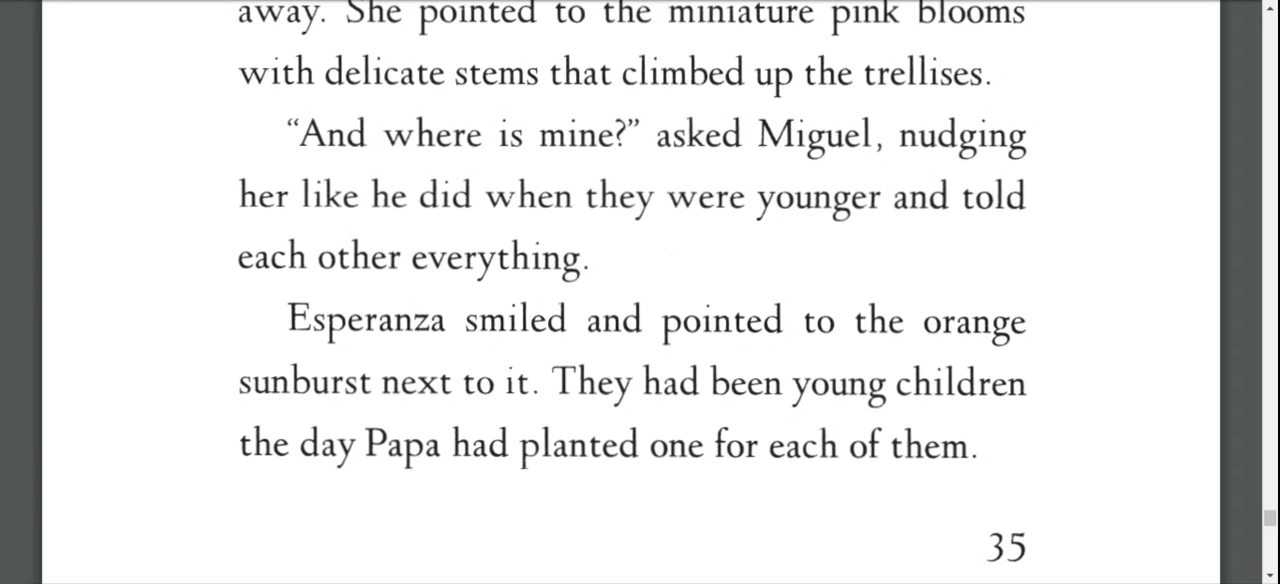 away. She pointed to the miniature pink blooms
with delicate stems that climbed up the trellises.
“And where is mine?” asked Miguel, nudging
her like he did when they were younger and told
each other everything.
Esperanza smiled and pointed to the orange
sunburst next to it. They had been young children
the day Papa had planted one for each of them.
35